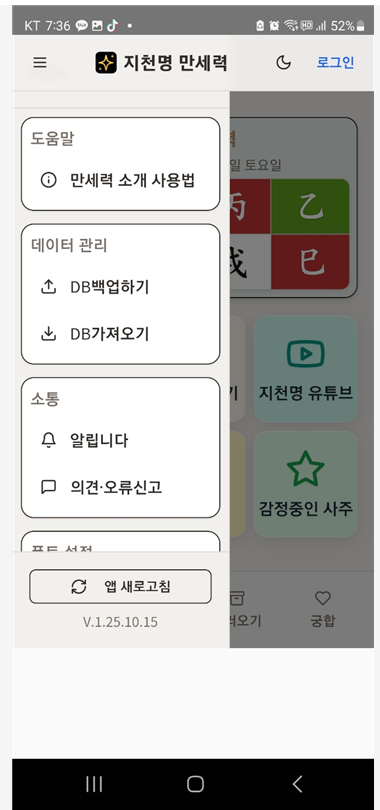 KT 7:36 52%
지천명 만세력 로그인
도움말
만세력 소개 사용법
일 토요일
丙 乙
戌 巳
데이터 관리
DB백업하기
DB가져오기
지천명 유튜브
소통
알립니다
의견·오류신고
감정중인 사주
앱 새로고침
V.1.25.10.15
러오기 궁합